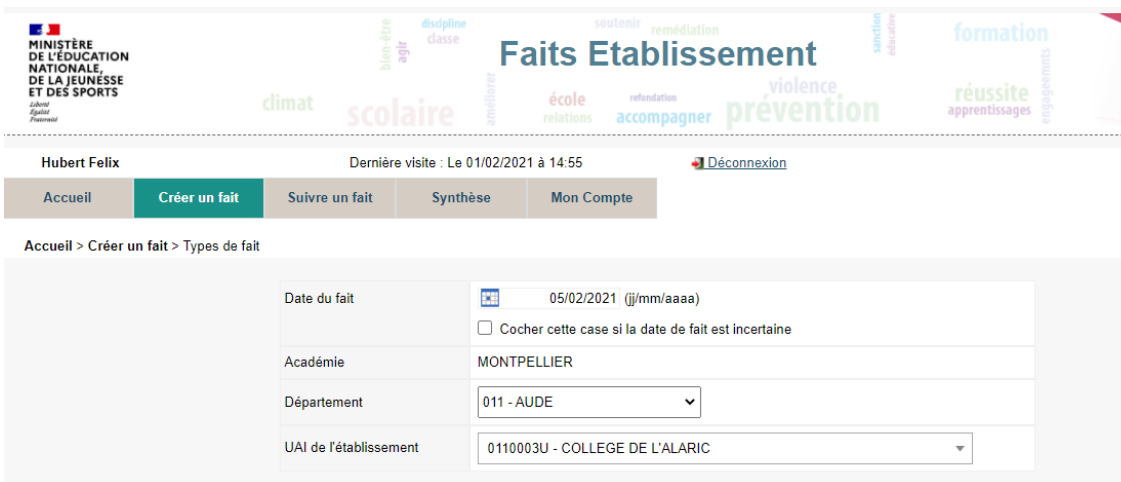 MINISTÈRE
DE L'ÉDUCATION
NATIONALE,
DE LA JEUNESSE
ET DES SPORTS
Liberté
Égalité
Fraternité
bien-être
agir
discipline
classe
soutenir
remédiation
sanction
éducative
formation
Faits Etablissement
climat
scolaire
améliorer
école
relations
refondation
accompagner
violence
prévention
réussite
apprentissages
engageemnts
Hubert Felix Dernière visite : Le 01/02/2021 à 14:55 Déconnexion
Accueil Créer un fait Suivre un fait Synthèse Mon Compte
Accueil > Créer un fait > Types de fait
Date du fait 05/02/2021 (jj/mm/aaaa)
Cocher cette case si la date de fait est incertaine
Académie MONTPELLIER
Département 011 - AUDE
UAI de l'établissement 0110003U - COLLEGE DE L'ALARIC